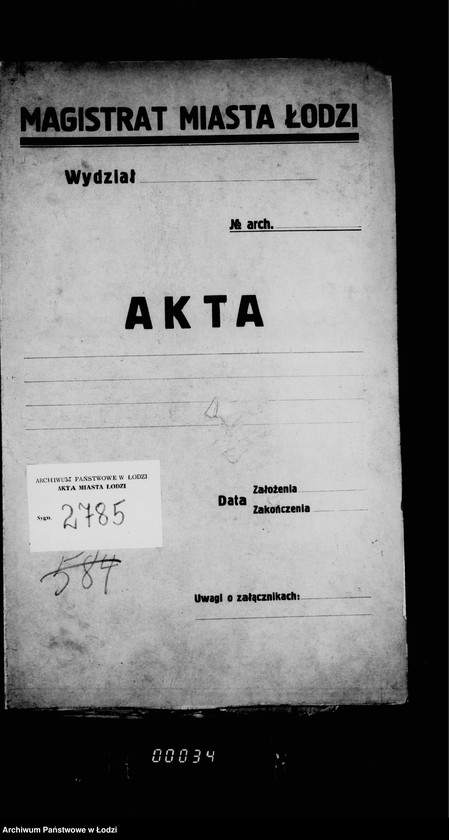 MAGISTRAT MIASTA ŁODZI
Wydział
№ arch.
AKTA
ARCHIWUM PAŃSTWOWE W ŁODZI
AKTA MIASTA ŁODZI
Sygn. 2785
584
Data
Założenia
Zakończenia
Uwagi o załącznikach:
00034
Archiwum Państwowe w Łodzi